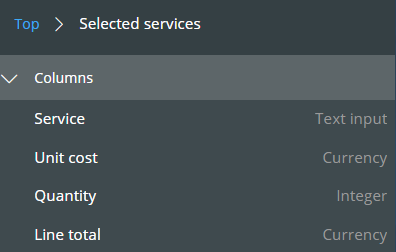 Top > Selected services
Columns
Service Text input
Unit cost Currency
Quantity Integer
Line total Currency